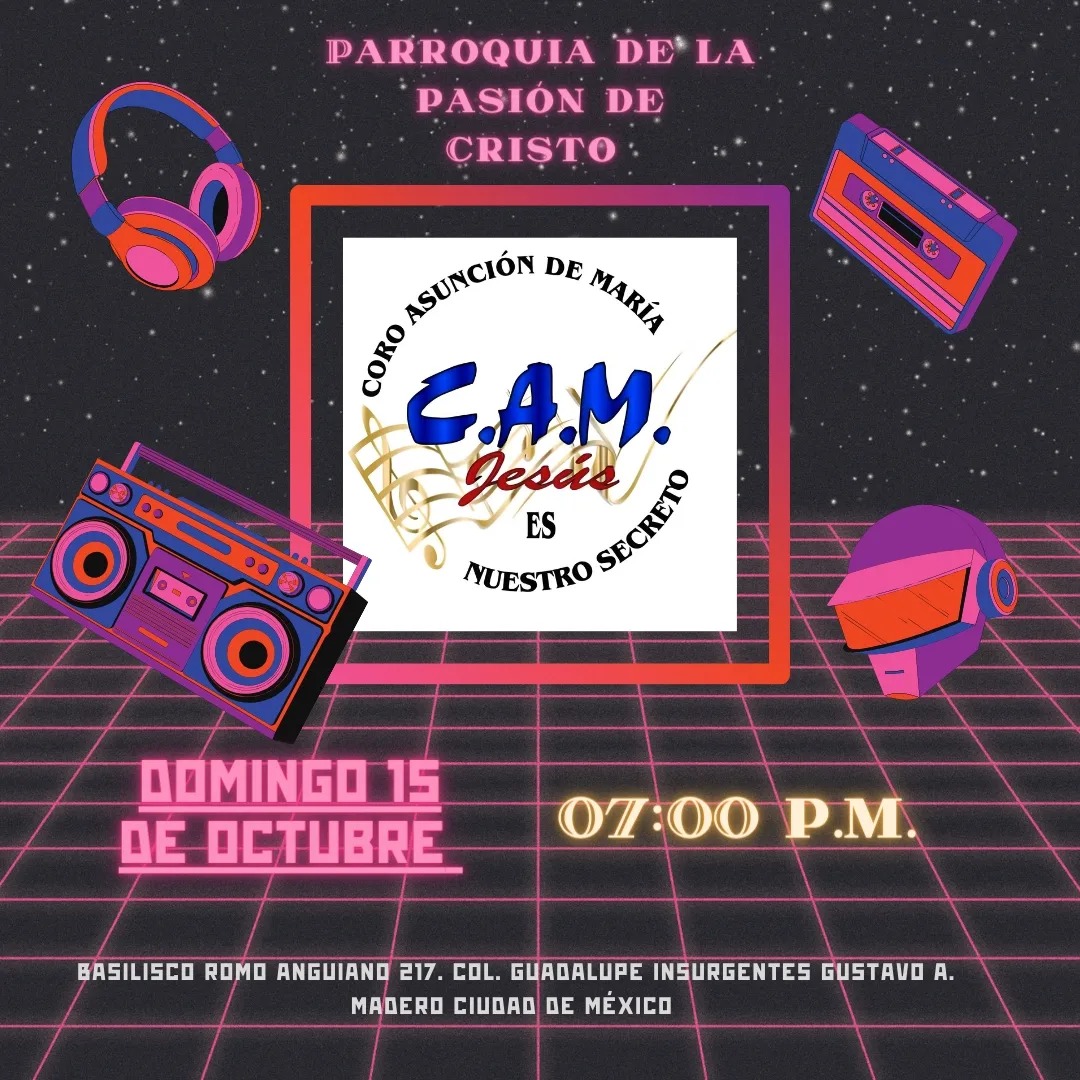 PARROQUIA DE LA
PASIÓN DE
CRISTO
CORO ASUNCIÓN DE MARÍA
C.A.M.
Jesús
ES
NUESTRO SECRETO
DOMINGO 15
DE OCTUBRE
07:00 P.M.
BASILISCO ROMO ANGUIANO 217. COL. GUADALUPE INSURGENTES GUSTAVO A.
MADERO CIUDAD DE MÉXICO